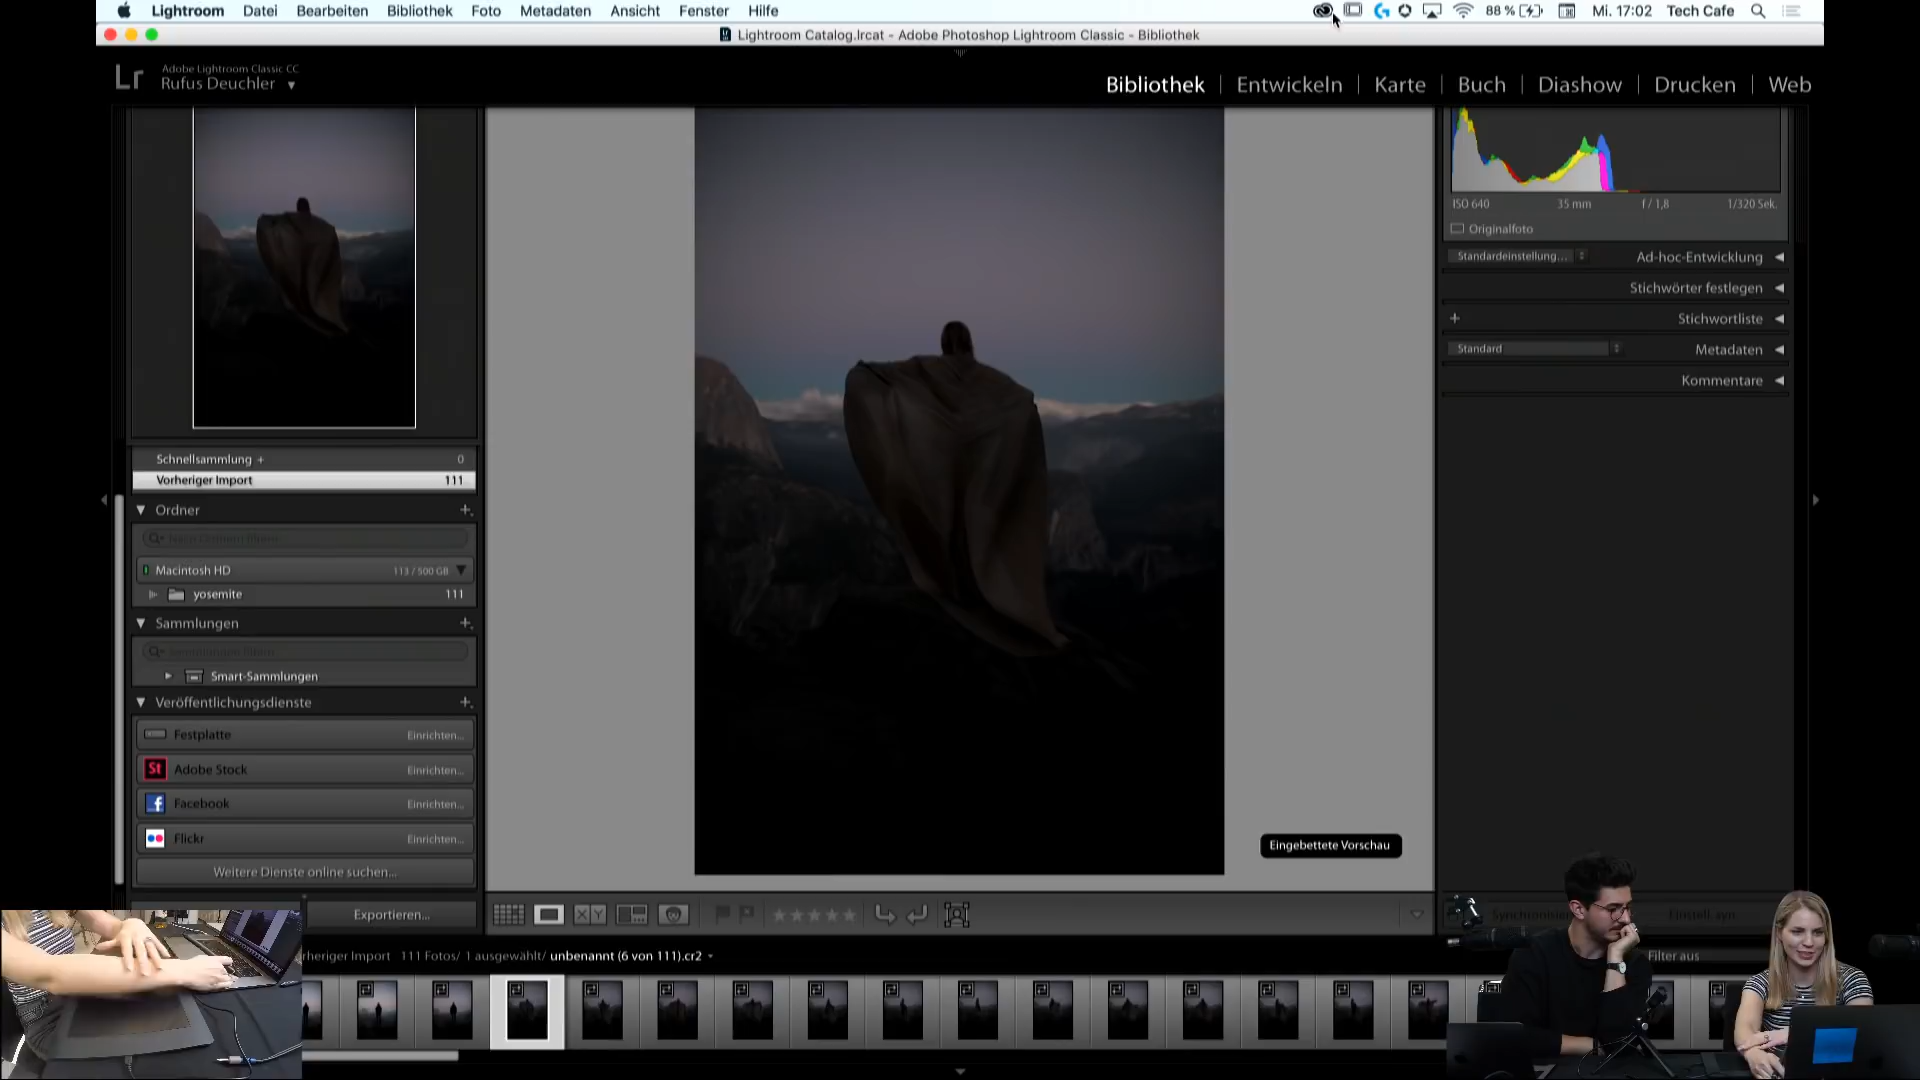 Lightroom Datei Bearbeiten Bibliothek Foto Metadaten Ansicht Fenster Hilfe 88 % Mi. 17:02 Tech Cafe
Lightroom Catalog.lrcat - Adobe Photoshop Lightroom Classic - Bibliothek
Lr
Adobe Lightroom Classic CC
Rufus Deuchler
Bibliothek | Entwickeln | Karte | Buch | Diashow | Drucken | Web
ISO 640 35 mm f / 1,8 1/320 Sek.
Originalfoto
Standardeinstellung... Ad-hoc-Entwicklung
Stichwörter festlegen
+ Stichwortliste
Standard Metadaten
Kommentare
Schnellsammlung + 0
Vorheriger Import 111
Ordner +
Macintosh HD 113 / 500 GB
yosemite 111
Sammlungen +
Smart-Sammlungen
Veröffentlichungsdienste +
Festplatte Einrichten...
St Adobe Stock Einrichten...
f Facebook Einrichten...
Flickr Einrichten...
Weitere Dienste online suchen...
Eingebettete Vorschau
Exportieren...
X Y
111 Fotos/ 1 ausgewählt/ unbenannt (6 von 111).cr2
Filter aus